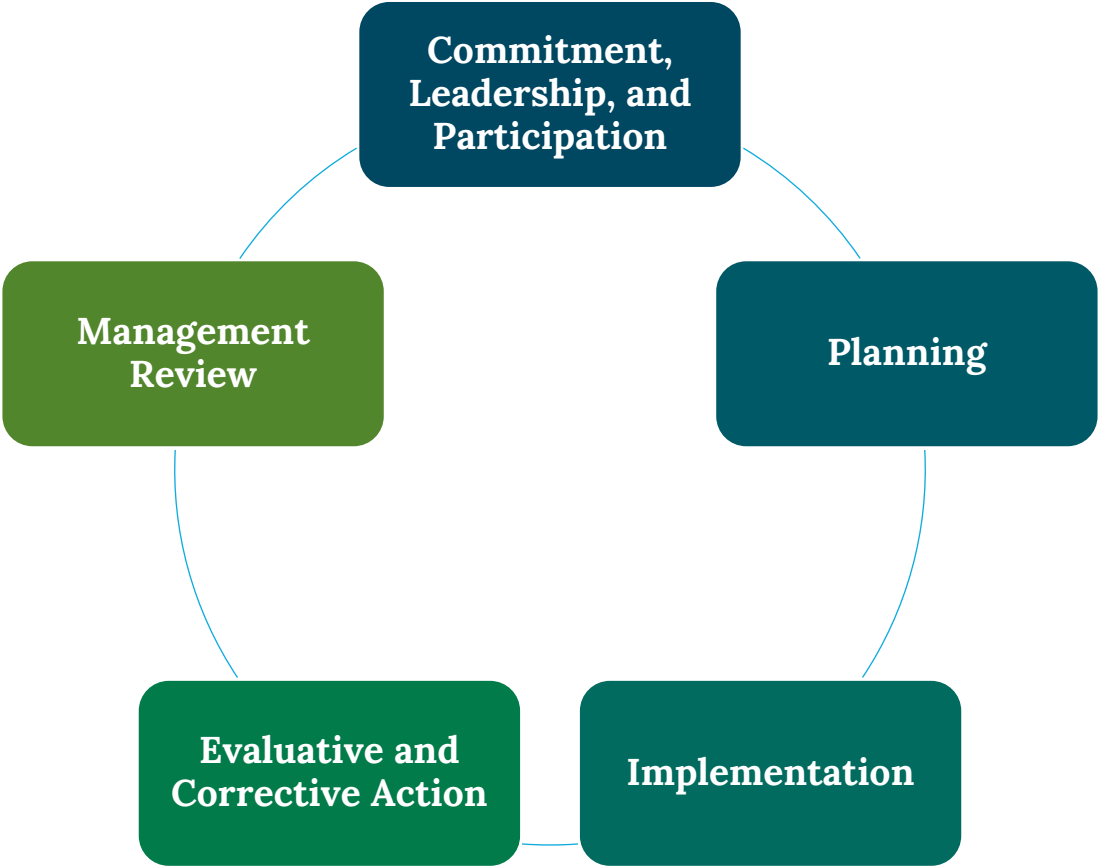 Commitment,
Leadership, and
Participation
Planning
Implementation
Evaluative and
Corrective Action
Management
Review